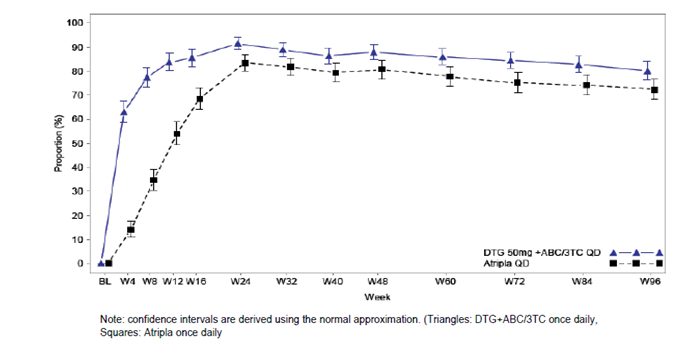 100
90
80
70
60
50
40
30
20
10
0
Proportion (%)
DTG 50mg +ABC/3TC QD
Atripla QD
BL W4 W8 W12 W16 W24 W32 W40 W48 W60 W72 W84 W96
Week
Note: confidence intervals are derived using the normal approximation. (Triangles: DTG+ABC/3TC once daily,
Squares: Atripla once daily